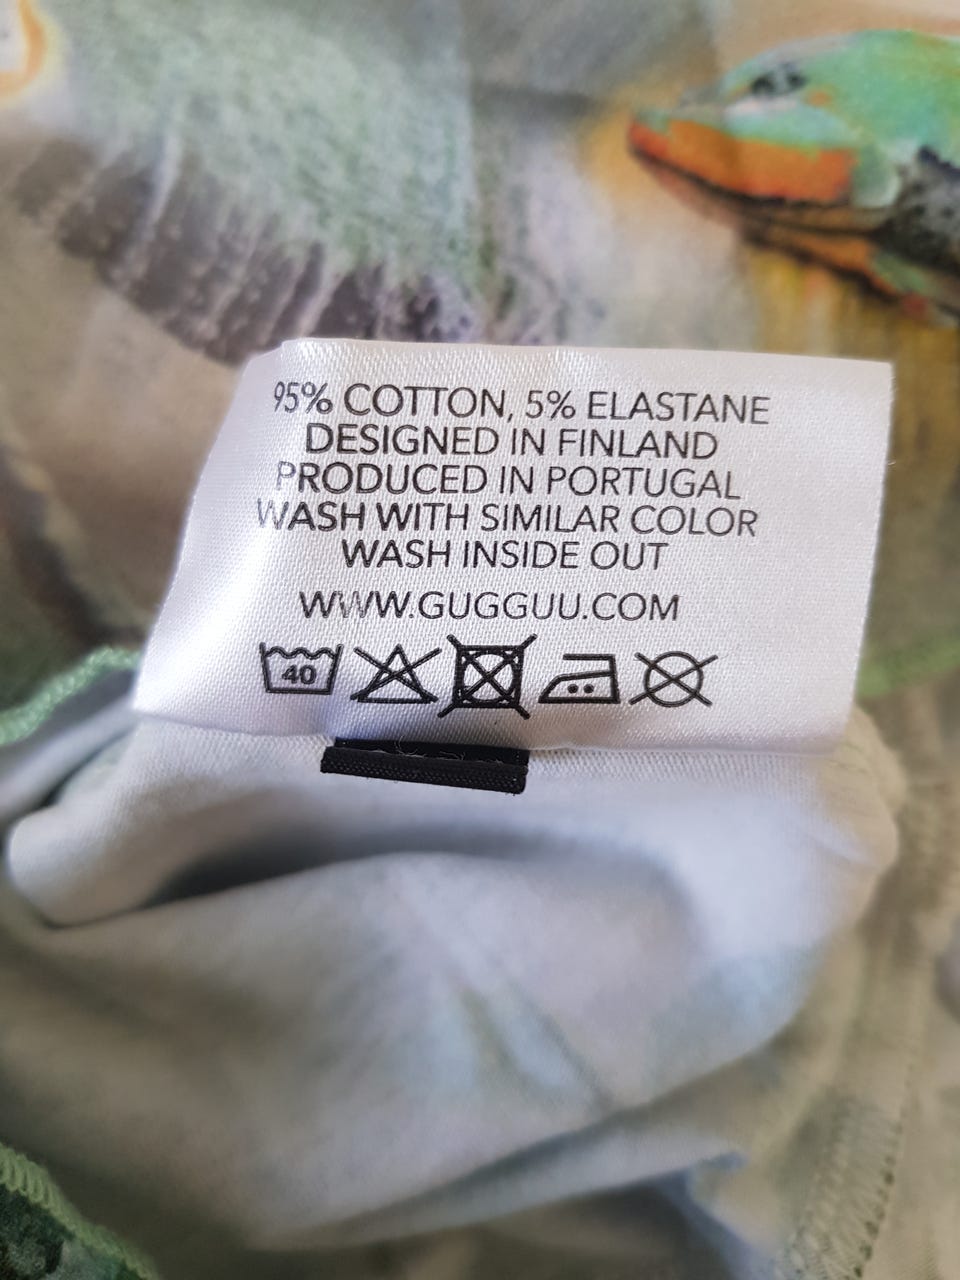 95% COTTON, 5% ELASTANE
DESIGNED IN FINLAND
PRODUCED IN PORTUGAL
WASH WITH SIMILAR COLOR
WASH INSIDE OUT
WWW.GUGGUU.COM
40